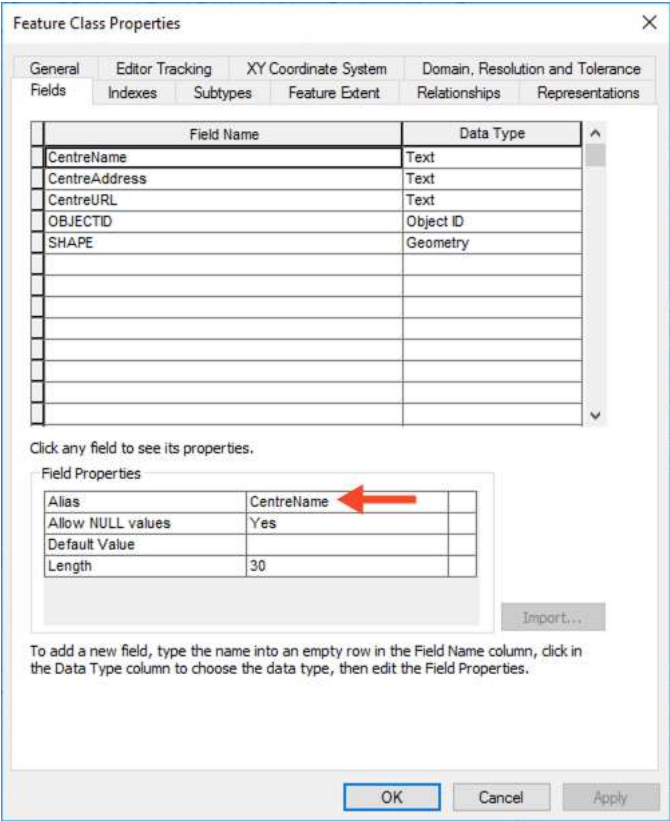 Feature Class Properties
General Editor Tracking XY Coordinate System Domain, Resolution and Tolerance
Fields Indexes Subtypes Feature Extent Relationships Representations
Field Name Data Type
CentreName Text
CentreAddress Text
CentreURL Text
OBJECTID Object ID
SHAPE Geometry
Click any field to see its properties.
Field Properties
Alias CentreName
Allow NULL values Yes
Default Value
Length 30
Import...
To add a new field, type the name into an empty row in the Field Name column, click in
the Data Type column to choose the data type, then edit the Field Properties.
OK Cancel Apply